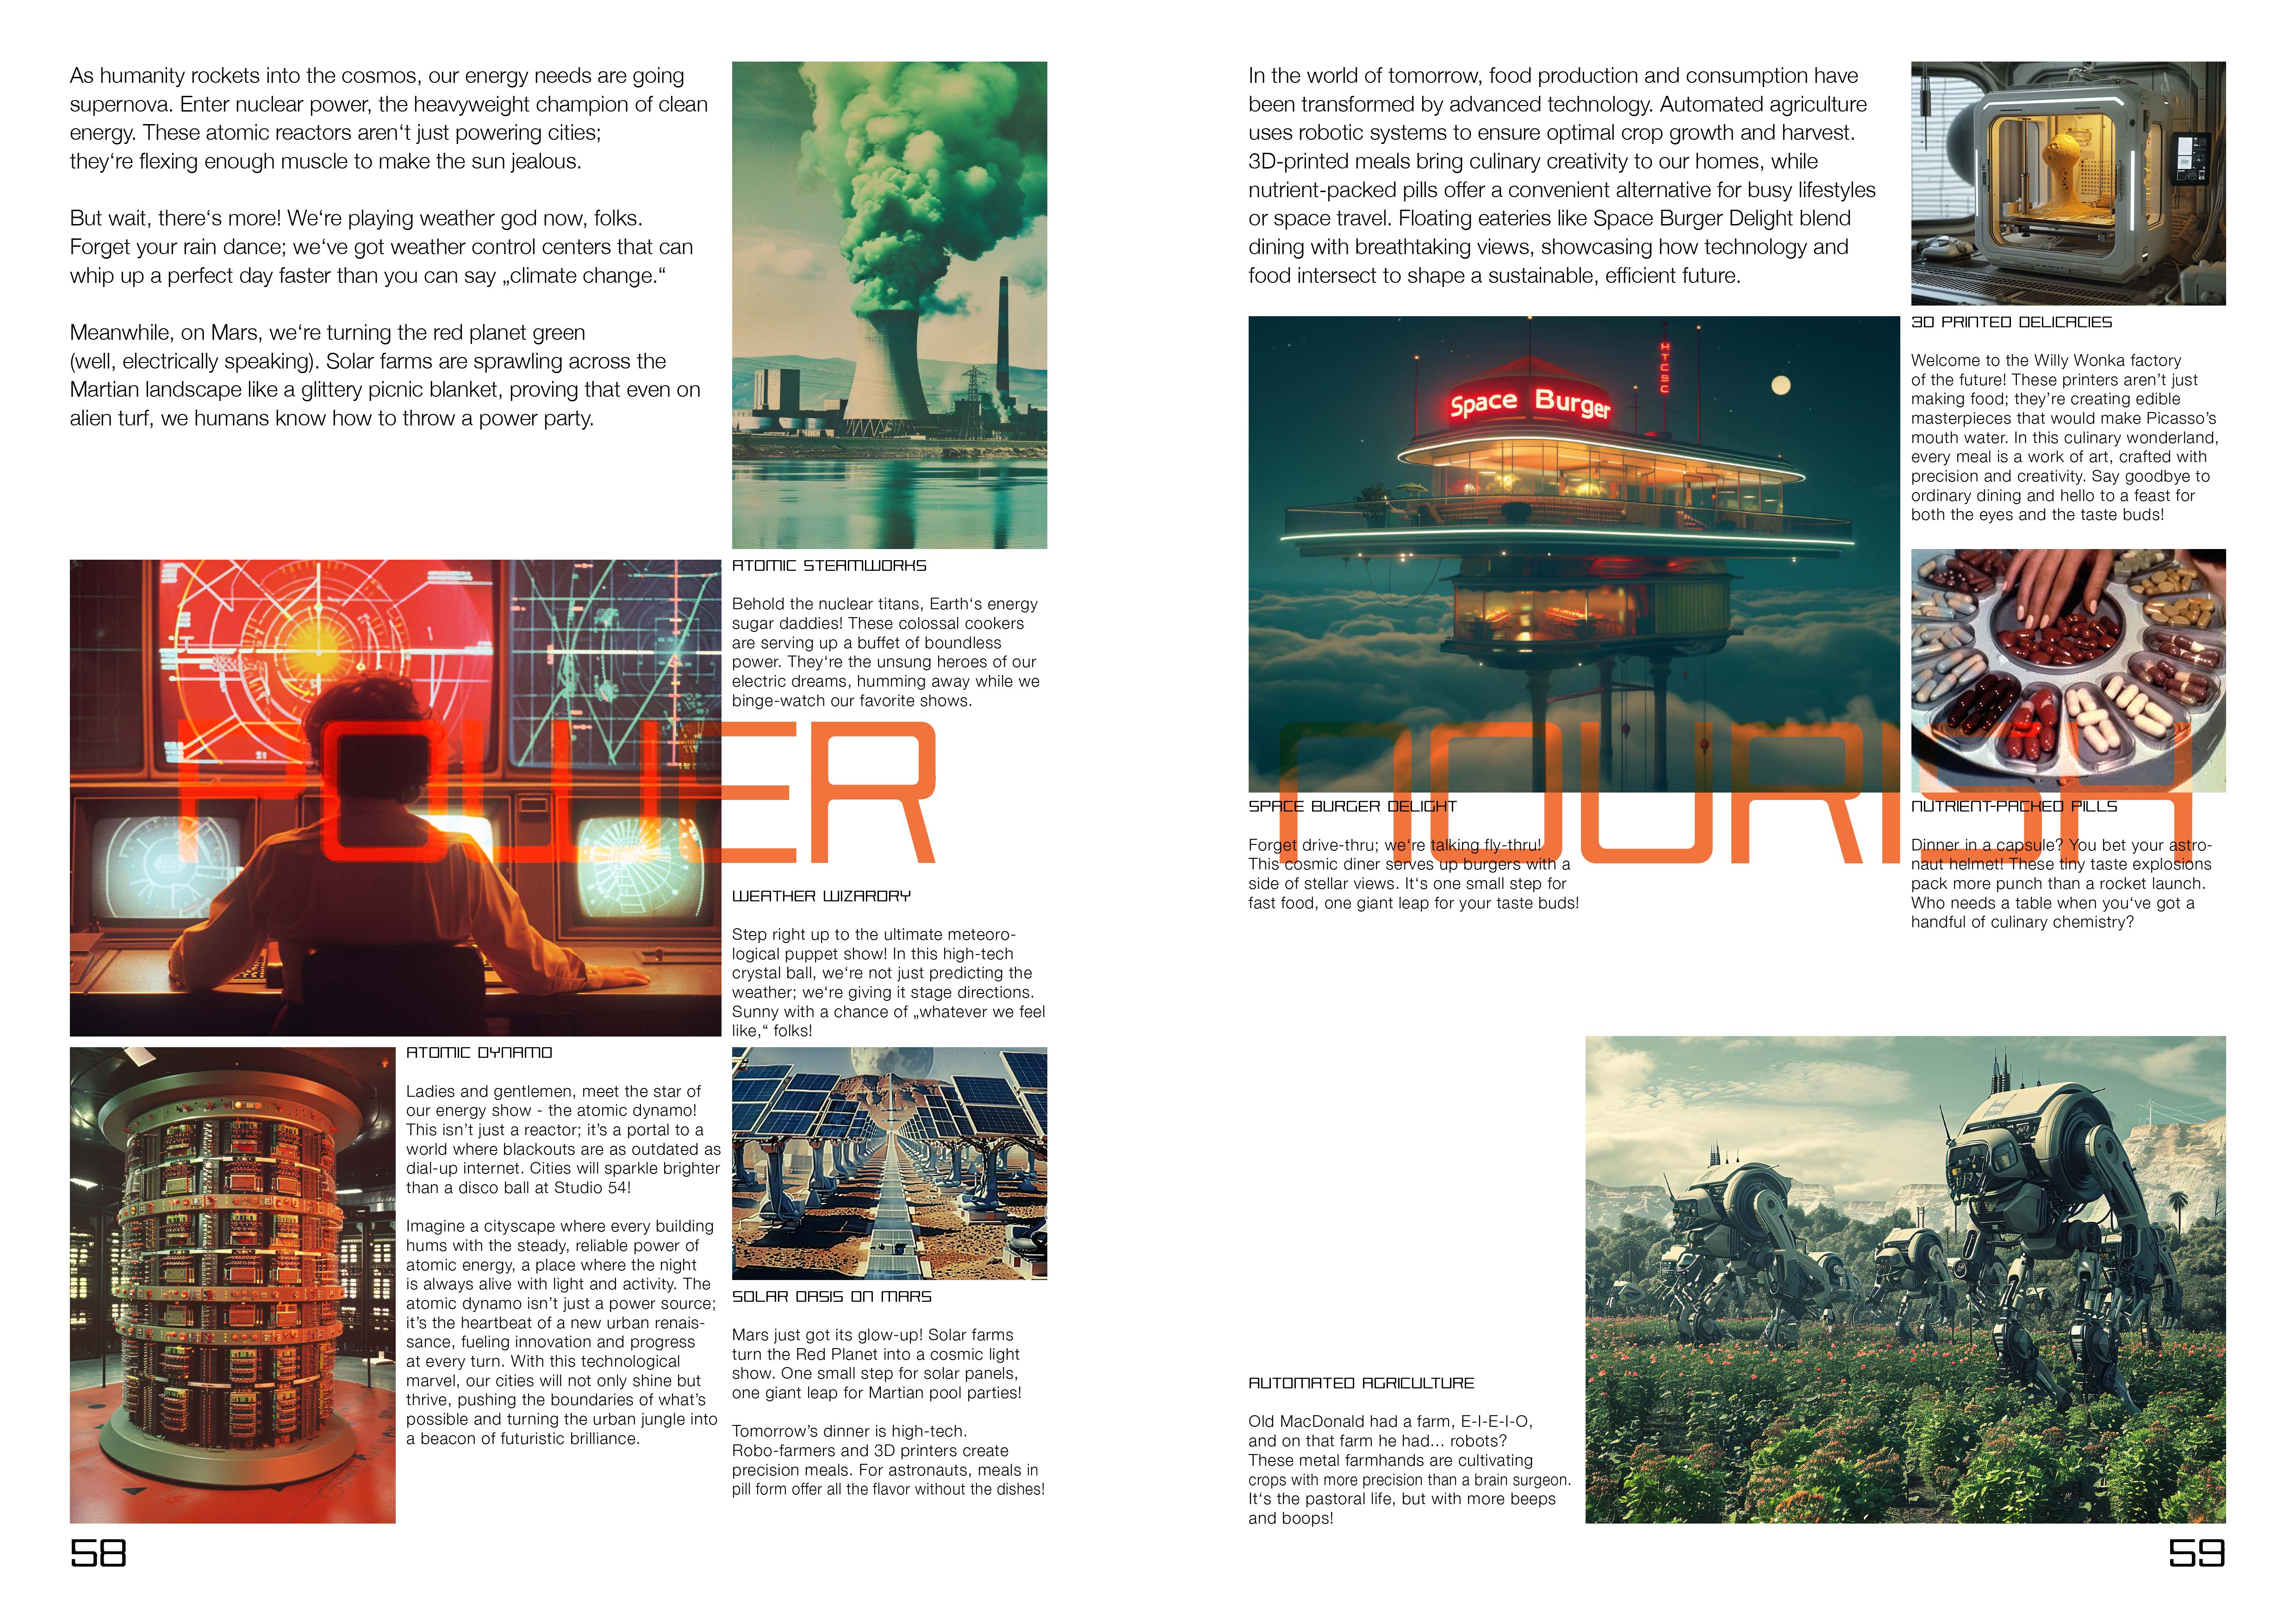 As humanity rockets into the cosmos, our energy needs are going
supernova. Enter nuclear power, the heavyweight champion of clean
energy. These atomic reactors aren‘t just powering cities;
they‘re flexing enough muscle to make the sun jealous.
But wait, there‘s more! We‘re playing weather god now, folks.
Forget your rain dance; we‘ve got weather control centers that can
whip up a perfect day faster than you can say „climate change.“
Meanwhile, on Mars, we‘re turning the red planet green
(well, electrically speaking). Solar farms are sprawling across the
Martian landscape like a glittery picnic blanket, proving that even on
alien turf, we humans know how to throw a power party.
ATOMIC STEAMWORKS
Behold the nuclear titans, Earth‘s energy
sugar daddies! These colossal cookers
are serving up a buffet of boundless
power. They‘re the unsung heroes of our
electric dreams, humming away while we
binge-watch our favorite shows.
POWER
WEATHER WIZARDRY
Step right up to the ultimate meteoro-
logical puppet show! In this high-tech
crystal ball, we‘re not just predicting the
weather; we‘re giving it stage directions.
Sunny with a chance of „whatever we feel
like,“ folks!
ATOMIC DYNAMO
Ladies and gentlemen, meet the star of
our energy show - the atomic dynamo!
This isn’t just a reactor; it’s a portal to a
world where blackouts are as outdated as
dial-up internet. Cities will sparkle brighter
than a disco ball at Studio 54!
Imagine a cityscape where every building
hums with the steady, reliable power of
atomic energy, a place where the night
is always alive with light and activity. The
atomic dynamo isn’t just a power source;
it’s the heartbeat of a new urban renais-
sance, fueling innovation and progress
at every turn. With this technological
marvel, our cities will not only shine but
thrive, pushing the boundaries of what’s
possible and turning the urban jungle into
a beacon of futuristic brilliance.
SOLAR OASIS ON MARS
Mars just got its glow-up! Solar farms
turn the Red Planet into a cosmic light
show. One small step for solar panels,
one giant leap for Martian pool parties!
Tomorrow’s dinner is high-tech.
Robo-farmers and 3D printers create
precision meals. For astronauts, meals in
pill form offer all the flavor without the dishes!
58
In the world of tomorrow, food production and consumption have
been transformed by advanced technology. Automated agriculture
uses robotic systems to ensure optimal crop growth and harvest.
3D-printed meals bring culinary creativity to our homes, while
nutrient-packed pills offer a convenient alternative for busy lifestyles
or space travel. Floating eateries like Space Burger Delight blend
dining with breathtaking views, showcasing how technology and
food intersect to shape a sustainable, efficient future.
3D PRINTED DELICACIES
Welcome to the Willy Wonka factory
of the future! These printers aren’t just
making food; they’re creating edible
masterpieces that would make Picasso’s
mouth water. In this culinary wonderland,
every meal is a work of art, crafted with
precision and creativity. Say goodbye to
ordinary dining and hello to a feast for
both the eyes and the taste buds!
Space Burger
HTCSC
NOURISH
SPACE BURGER DELIGHT
Forget drive-thru; we‘re talking fly-thru!
This cosmic diner serves up burgers with a
side of stellar views. It‘s one small step for
fast food, one giant leap for your taste buds!
NUTRIENT-PACKED PILLS
Dinner in a capsule? You bet your astro-
naut helmet! These tiny taste explosions
pack more punch than a rocket launch.
Who needs a table when you‘ve got a
handful of culinary chemistry?
AUTOMATED AGRICULTURE
Old MacDonald had a farm, E-I-E-I-O,
and on that farm he had... robots?
These metal farmhands are cultivating
crops with more precision than a brain surgeon.
It‘s the pastoral life, but with more beeps
and boops!
59